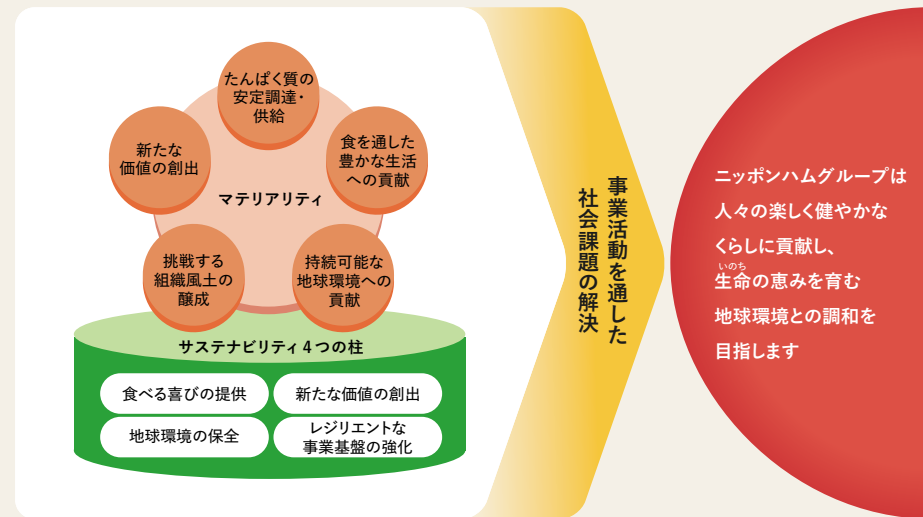 たんぱく質の
安定調達・
供給
新たな
価値の創出
食を通した
豊かな生活
への貢献
マテリアリティ
挑戦する
組織風土の
醸成
持続可能な
地球環境への
貢献
サステナビリティ4つの柱
食べる喜びの提供
新たな価値の創出
地球環境の保全
レジリエントな
事業基盤の強化
事業活動を通した
社会課題の解決
ニッポンハムグループは
人々の楽しく健やかな
くらしに貢献し、
いのち
生命の恵みを育む
地球環境との調和を
目指します